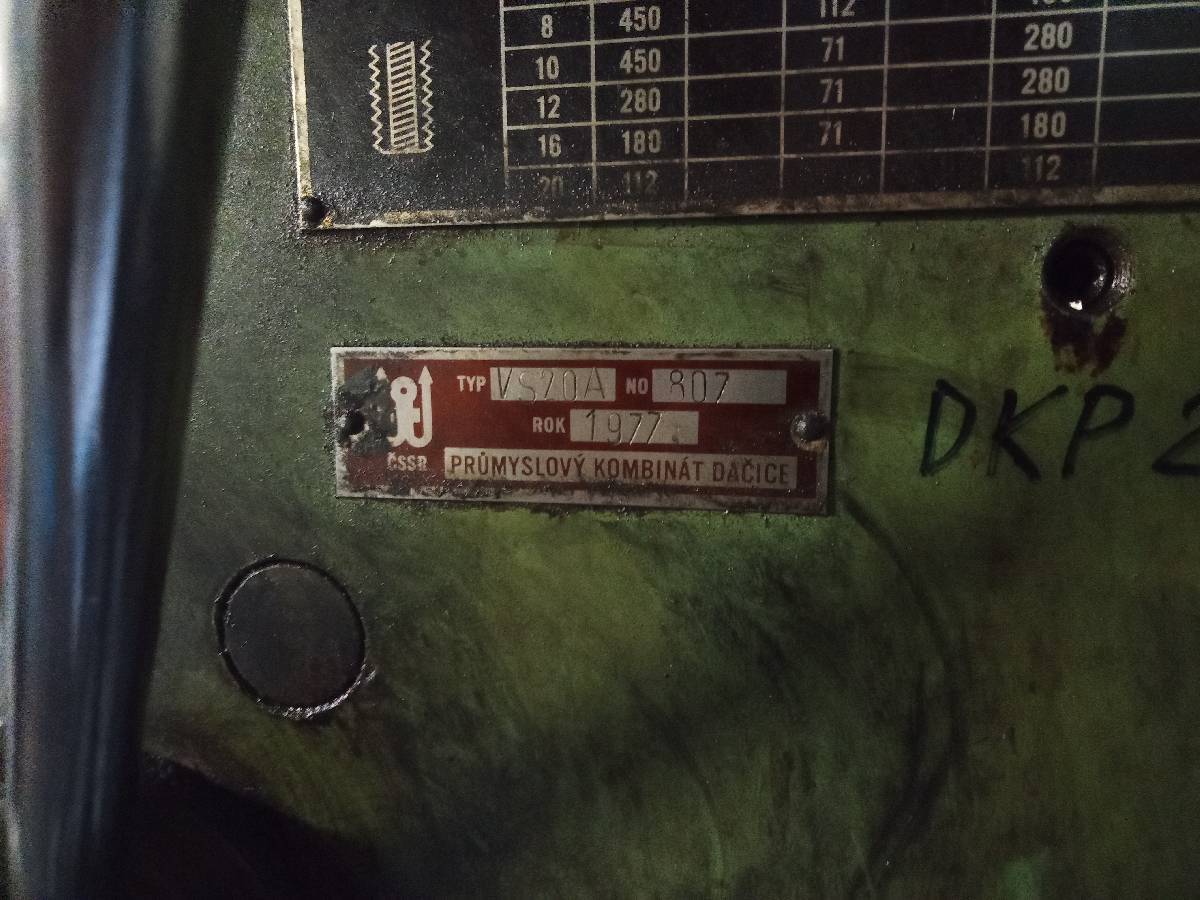 8 450 112
10 450 71 280
12 280 71 280
16 180 71 180
20 112 112
TYP VS20A NO 807
ROK 1977
ČSSR PRŮMYSLOVÝ KOMBINÁT DAČICE
DKP 2